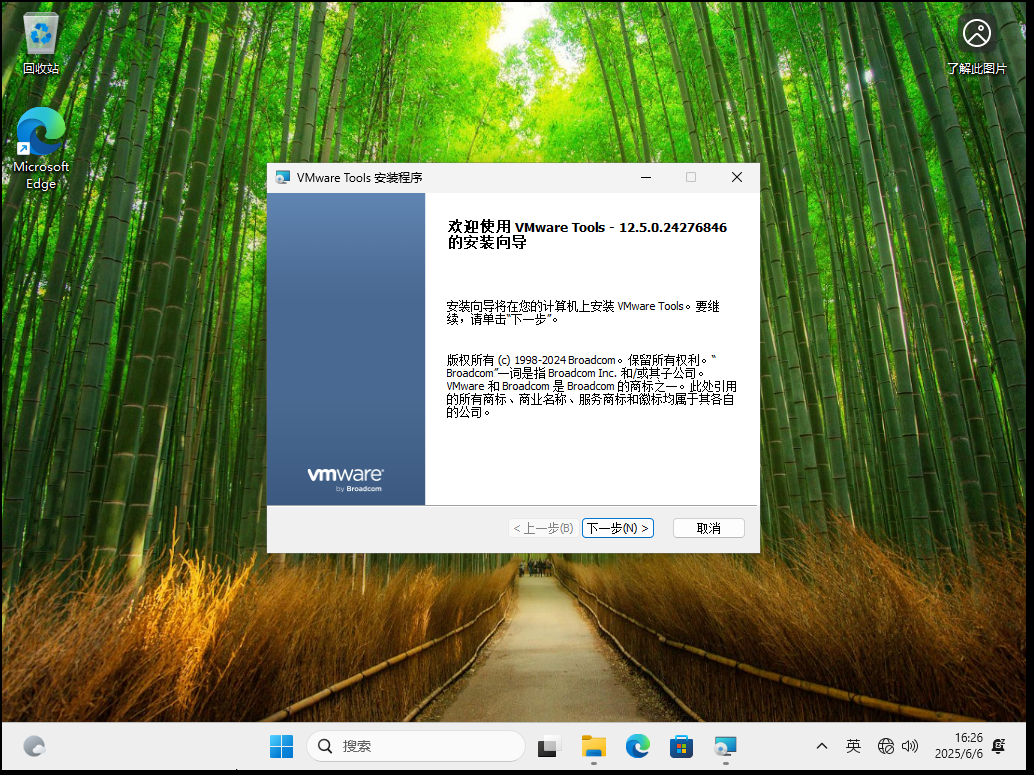 回收站
了解此图片
Microsoft
Edge
VMware Tools 安装程序
欢迎使用 VMware Tools - 12.5.0.24276846
的安装向导
安装向导将在您的计算机上安装 VMware Tools。要继
续，请单击“下一步”。
版权所有 (c) 1998-2024 Broadcom。保留所有权利。“
Broadcom”一词是指 Broadcom Inc. 和/或其子公司。
VMware 和 Broadcom 是 Broadcom 的商标之一。此处引用
的所有商标、商业名称、服务商标和徽标均属于其各自
的公司。
vmware®
by Broadcom
< 上一步(B)
下一步(N) >
取消
搜索
英
16:26
2025/6/6